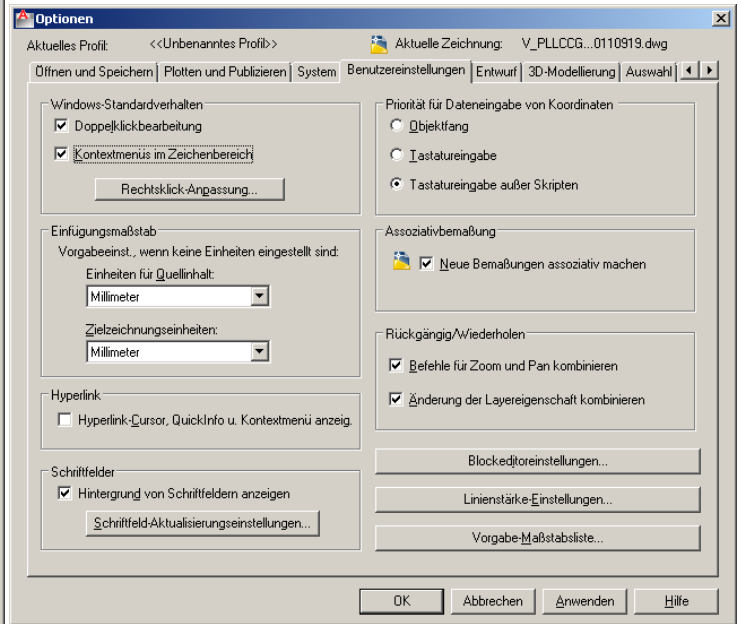 Optionen
Aktuelles Profil: <<Unbenanntes Profil>> Aktuelle Zeichnung: V_PLLCCG...0110919.dwg
Öffnen und Speichern Plotten und Publizieren System Benutzereinstellungen Entwurf 3D-Modellierung Auswahl
Windows-Standardverhalten
Doppelklickbearbeitung
Kontextmenüs im Zeichenbereich
Rechtsklick-Anpassung...
Einfügungsmaßstab
Vorgabeeinst., wenn keine Einheiten eingestellt sind:
Einheiten für Quellinhalt:
Millimeter
Zielzeichnungseinheiten:
Millimeter
Hyperlink
Hyperlink-Cursor, QuickInfo u. Kontextmenü anzeig.
Schriftfelder
Hintergrund von Schriftfeldern anzeigen
Schriftfeld-Aktualisierungseinstellungen...
Priorität für Dateneingabe von Koordinaten
Objektfang
Tastatureingabe
Tastatureingabe außer Skripten
Assoziativbemaßung
Neue Bemaßungen assoziativ machen
Rückgängig/Wiederholen
Befehle für Zoom und Pan kombinieren
Änderung der Layereigenschaft kombinieren
Blockeditoreinstellungen...
Linienstärke-Einstellungen...
Vorgabe-Maßstabsliste...
OK Abbrechen Anwenden Hilfe